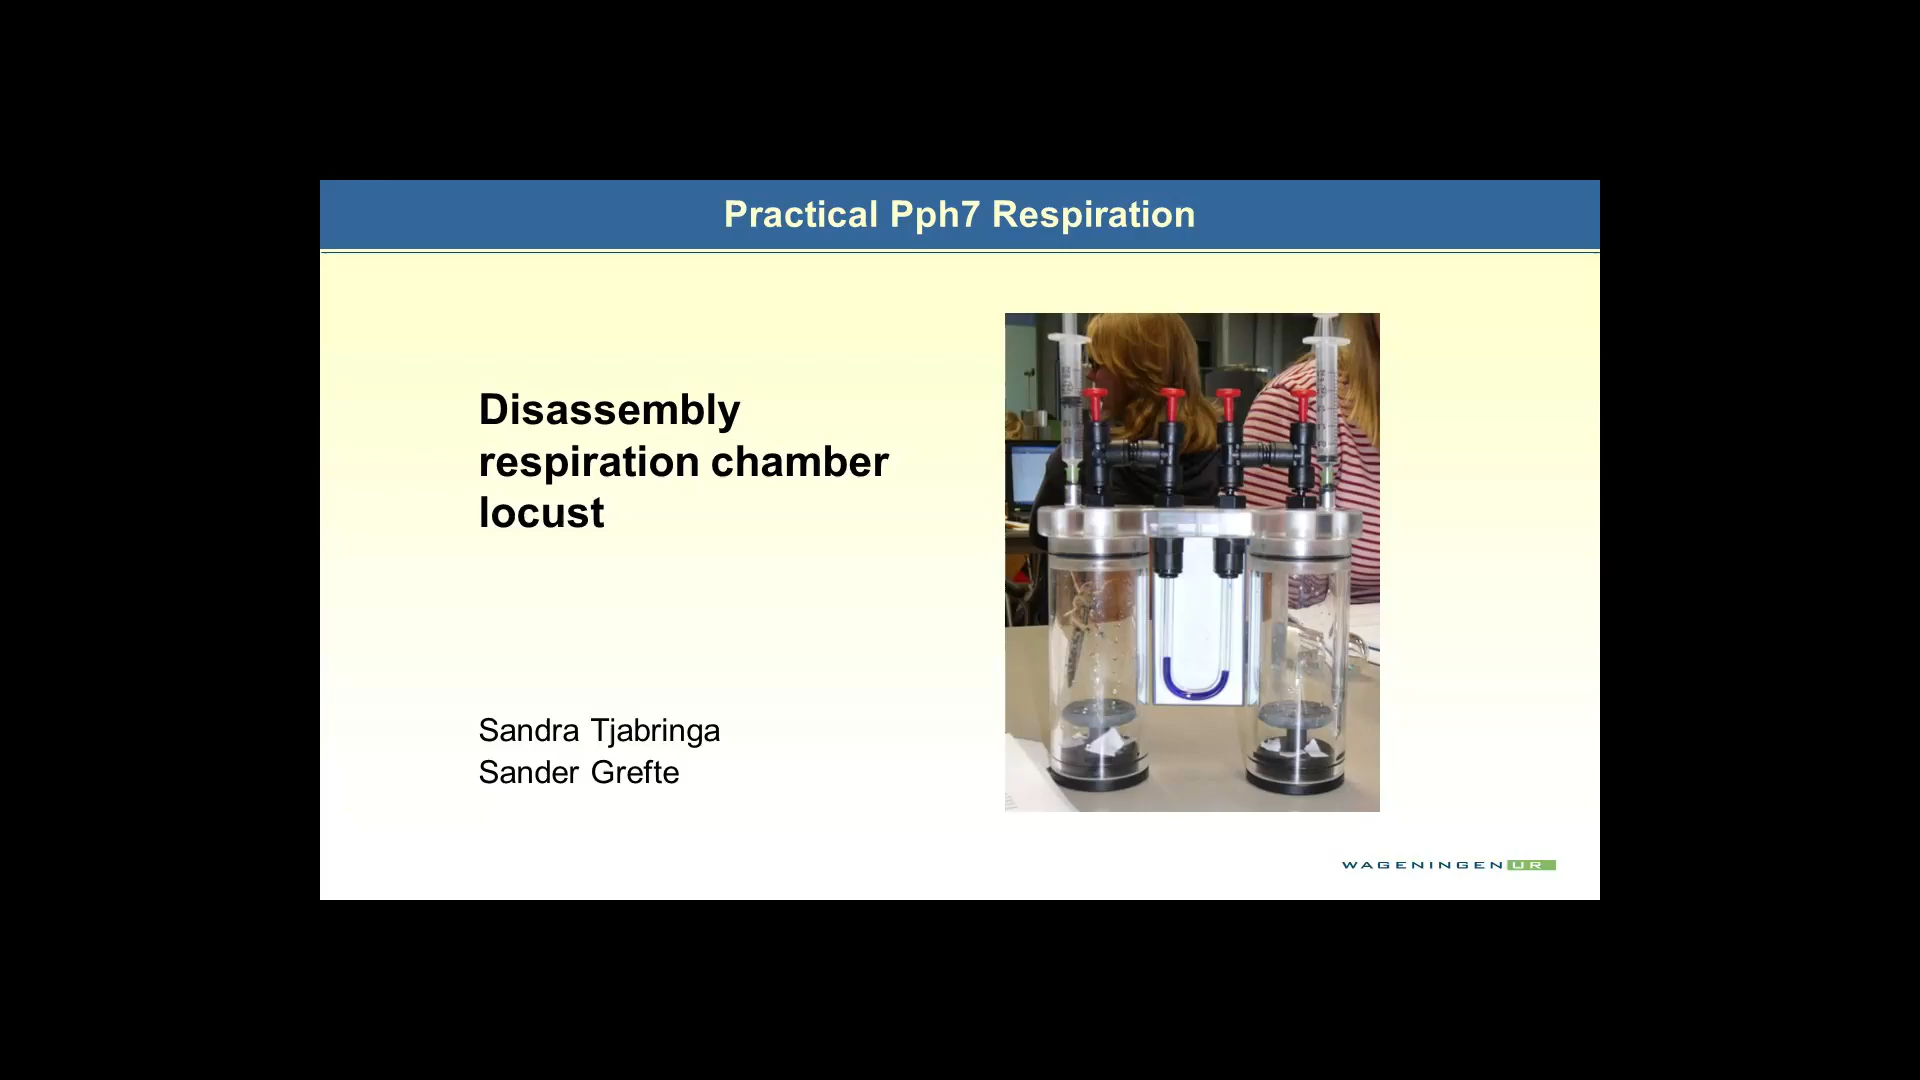 Practical Pph7 Respiration
Disassembly
respiration chamber
locust
Sandra Tjabringa
Sander Grefte
WAGENINGEN UR